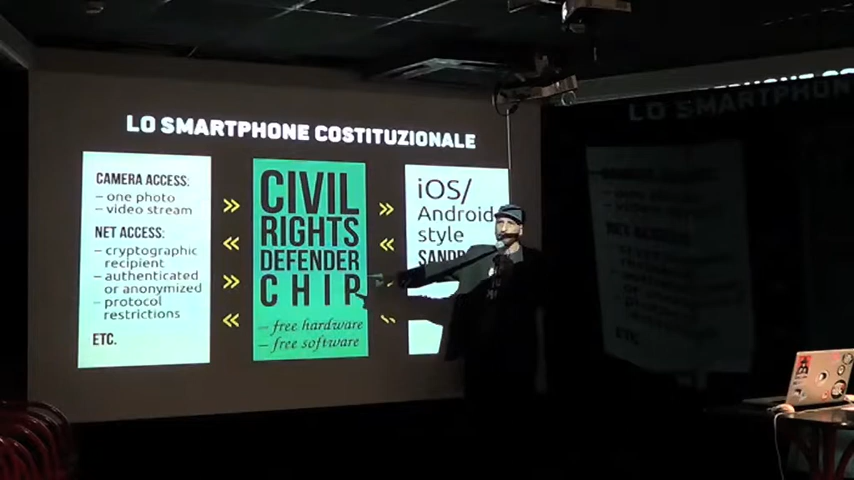 LO SMARTPHONE COSTITUZIONALE
CAMERA ACCESS:
– one photo
– video stream
NET ACCESS:
– cryptographic
recipient
– authenticated
or anonymized
– protocol
restrictions
ETC.
»
«
»
«
CIVIL
RIGHTS
DEFENDER
CHIP
– free hardware
– free software
»
«
iOS/
Android
style
LO SMARTPHONE